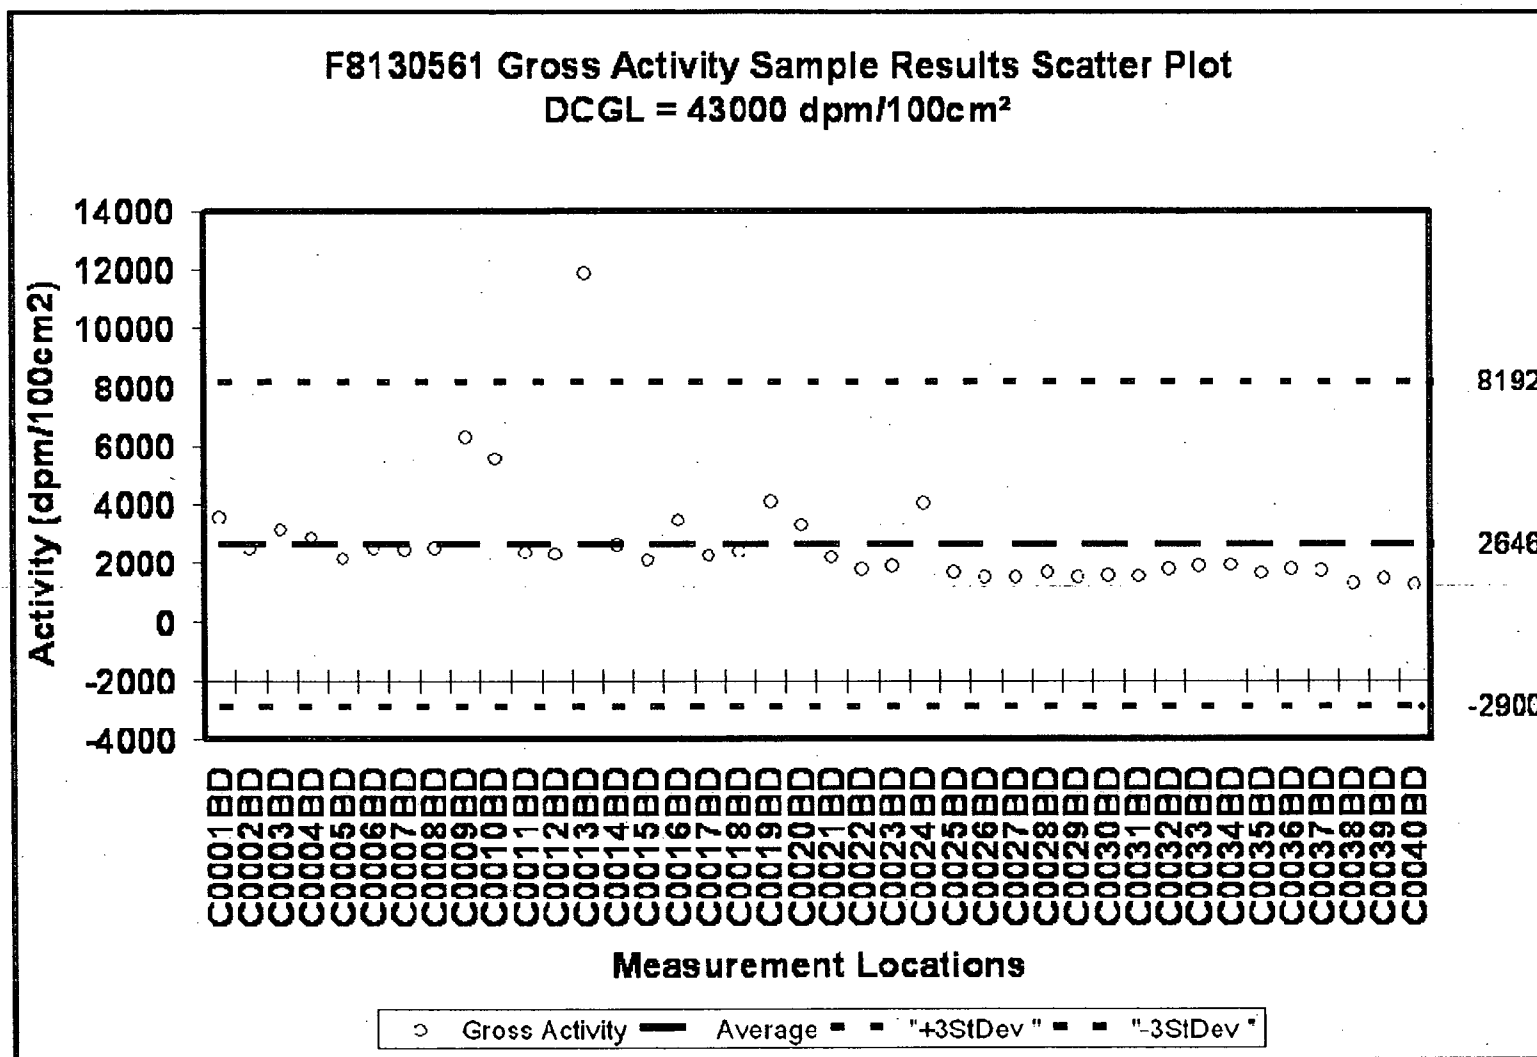 F8130561 Gross Activity Sample Results Scatter Plot
DCGL = 43000 dpm/100cm²
Activity (dpm/100cm2)
14000
12000
10000
8000
6000
4000
2000
0
-2000
-4000
8192
2646
-2900
C0001BD
C0002BD
C0003BD
C0004BD
C0005BD
C0006BD
C0007BD
C0008BD
C0009BD
C0010BD
C0011BD
C0012BD
C0013BD
C0014BD
C0015BD
C0016BD
C0017BD
C0018BD
C0019BD
C0020BD
C0021BD
C0022BD
C0023BD
C0024BD
C0025BD
C0026BD
C0027BD
C0028BD
C0029BD
C0030BD
C0031BD
C0032BD
C0033BD
C0034BD
C0035BD
C0036BD
C0037BD
C0038BD
C0039BD
C0040BD
Measurement Locations
Gross Activity Average "+3StDev " "-3StDev "